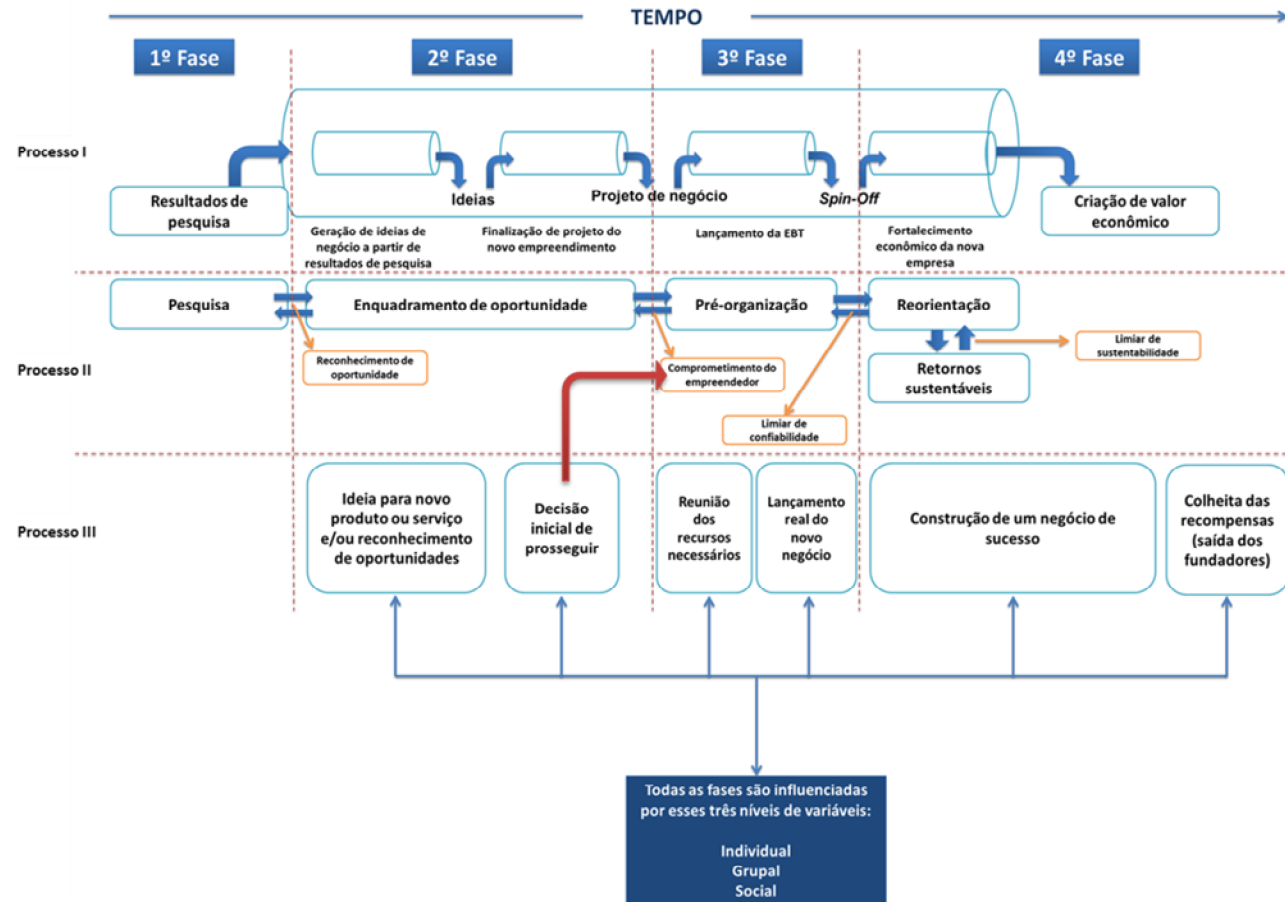 TEMPO
1º Fase
2º Fase
3º Fase
4º Fase
Processo I
Resultados de
pesquisa
Ideias
Projeto de negócio
Spin-Off
Criação de valor
econômico
Geração de ideias de
negócio a partir de
resultados de pesquisa
Finalização de projeto do
novo empreendimento
Lançamento da EBT
Fortalecimento
econômico da nova
empresa
Processo II
Pesquisa
Enquadramento de oportunidade
Pré-organização
Reorientação
Reconhecimento de
oportunidade
Comprometimento do
empreendedor
Limiar de
confiabilidade
Retornos
sustentáveis
Limiar de
sustentabilidade
Processo III
Ideia para novo
produto ou serviço
e/ou reconhecimento
de oportunidades
Decisão
inicial de
prosseguir
Reunião
dos
recursos
necessários
Lançamento
real do
novo
negócio
Construção de um negócio de
sucesso
Colheita das
recompensas
(saída dos
fundadores)
Todas as fases são influenciadas
por esses três níveis de variáveis:
Individual
Grupal
Social